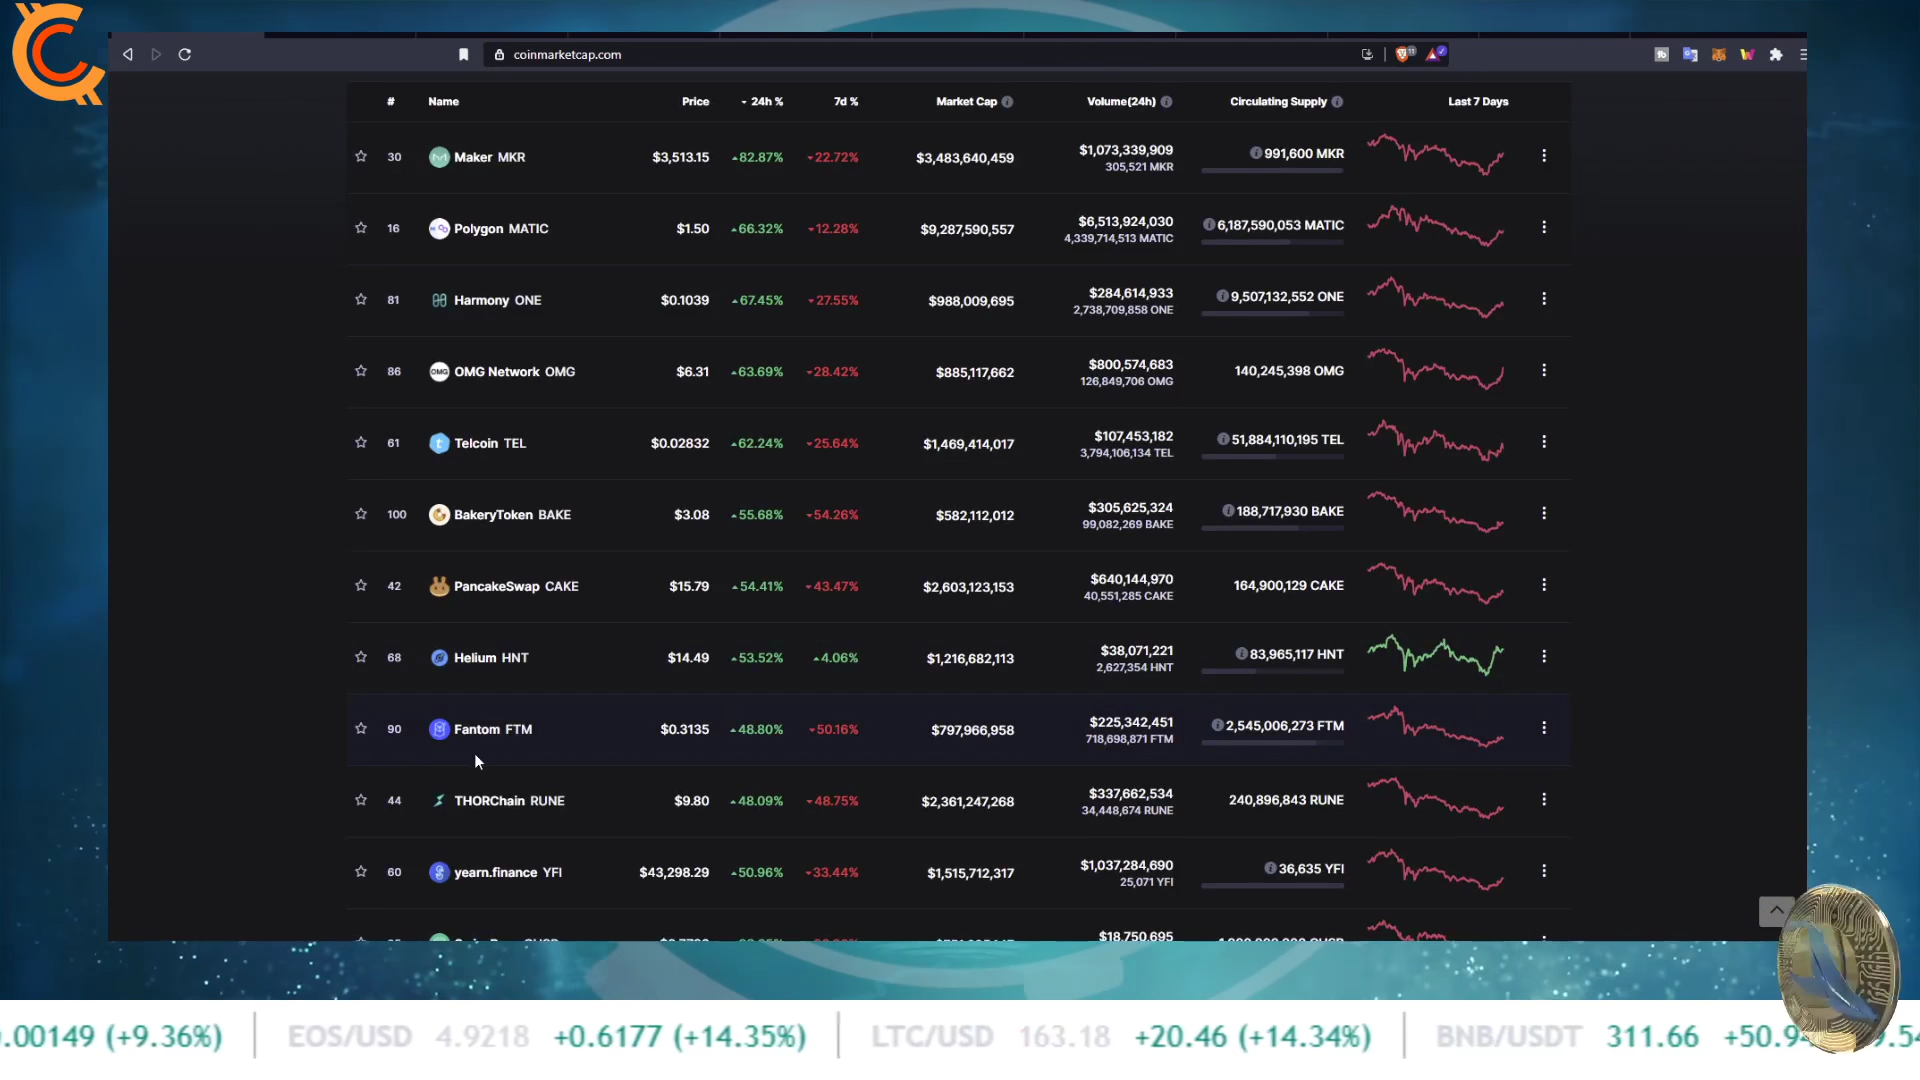 coinmarketcap.com
# Name Price 24h % 7d % Market Cap Volume(24h) Circulating Supply Last 7 Days
30 Maker MKR $3,513.15 82.87% 22.72% $3,483,640,459 $1,073,339,909 991,600 MKR
305,521 MKR
16 Polygon MATIC $1.50 66.32% 12.28% $9,287,590,557 $6,513,924,030 6,187,590,053 MATIC
4,339,714,513 MATIC
81 Harmony ONE $0.1039 67.45% 27.55% $988,009,695 $284,614,933 9,507,132,552 ONE
2,738,709,858 ONE
86 OMG OMG Network OMG $6.31 63.69% 28.42% $885,117,662 $800,574,683 140,245,398 OMG
126,849,706 OMG
61 Telcoin TEL $0.02832 62.24% 25.64% $1,469,414,017 $107,453,182 51,884,110,195 TEL
3,794,106,134 TEL
100 BakeryToken BAKE $3.08 55.68% 54.26% $582,112,012 $305,625,324 188,717,930 BAKE
99,082,269 BAKE
42 PancakeSwap CAKE $15.79 54.41% 43.47% $2,603,123,153 $640,144,970 164,900,129 CAKE
40,551,285 CAKE
68 Helium HNT $14.49 53.52% 4.06% $1,216,682,113 $38,071,221 83,965,117 HNT
2,627,354 HNT
90 Fantom FTM $0.3135 48.80% 50.16% $797,966,958 $225,342,451 2,545,006,273 FTM
718,698,871 FTM
44 THORChain RUNE $9.80 48.09% 48.75% $2,361,247,268 $337,662,534 240,896,843 RUNE
34,448,674 RUNE
60 yearn.finance YFI $43,298.29 50.96% 33.44% $1,515,712,317 $1,037,284,690 36,635 YFI
25,071 YFI
$18,750,695
.00149 (+9.36%) EOS/USD 4.9218 +0.6177 (+14.35%) LTC/USD 163.18 +20.46 (+14.34%) BNB/USDT 311.66